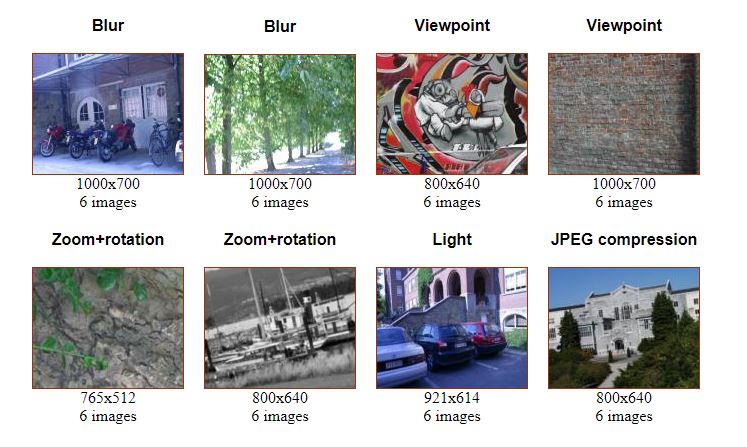 Blur
Blur
Viewpoint
Viewpoint
1000x700
1000x700
800x640
1000x700
6 images
6 images
6 images
6 images
Zoom+rotation
Zoom+rotation
Light
JPEG compression
765x512
800x640
921x614
800x640
6 images
6 images
6 images
6 images